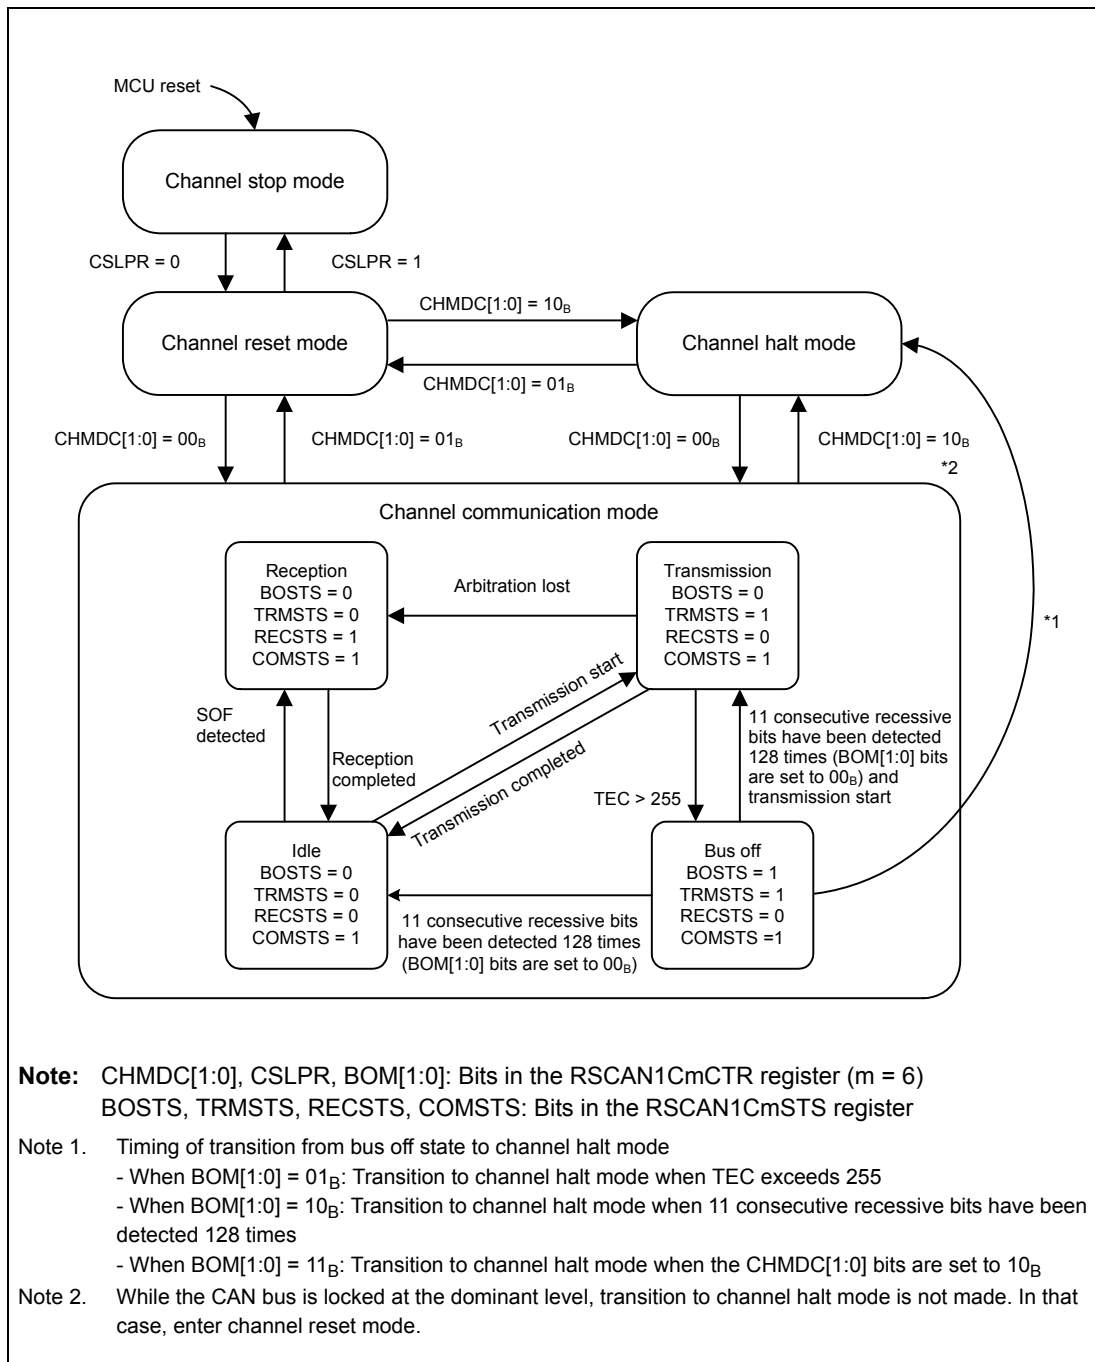 MCU reset
Channel stop mode
CSLPR = 0
CSLPR = 1
CHMDC[1:0] = 10B
Channel reset mode
Channel halt mode
CHMDC[1:0] = 01B
CHMDC[1:0] = 00B
CHMDC[1:0] = 01B
CHMDC[1:0] = 00B
CHMDC[1:0] = 10B
*2
Channel communication mode
Reception
BOSTS = 0
TRMSTS = 0
RECSTS = 1
COMSTS = 1
Arbitration lost
Transmission
BOSTS = 0
TRMSTS = 1
RECSTS = 0
COMSTS = 1
*1
SOF
detected
Reception
completed
Transmission start
Transmission completed
TEC > 255
11 consecutive recessive
bits have been detected
128 times (BOM[1:0] bits
are set to 00B) and
transmission start
Idle
BOSTS = 0
TRMSTS = 0
RECSTS = 0
COMSTS = 1
11 consecutive recessive bits
have been detected 128 times
(BOM[1:0] bits are set to 00B)
Bus off
BOSTS = 1
TRMSTS = 1
RECSTS = 0
COMSTS =1
Note: CHMDC[1:0], CSLPR, BOM[1:0]: Bits in the RSCAN1CmCTR register (m = 6)
BOSTS, TRMSTS, RECSTS, COMSTS: Bits in the RSCAN1CmSTS register
Note 1. Timing of transition from bus off state to channel halt mode
- When BOM[1:0] = 01B: Transition to channel halt mode when TEC exceeds 255
- When BOM[1:0] = 10B: Transition to channel halt mode when 11 consecutive recessive bits have been
detected 128 times
- When BOM[1:0] = 11B: Transition to channel halt mode when the CHMDC[1:0] bits are set to 10B
Note 2. While the CAN bus is locked at the dominant level, transition to channel halt mode is not made. In that
case, enter channel reset mode.